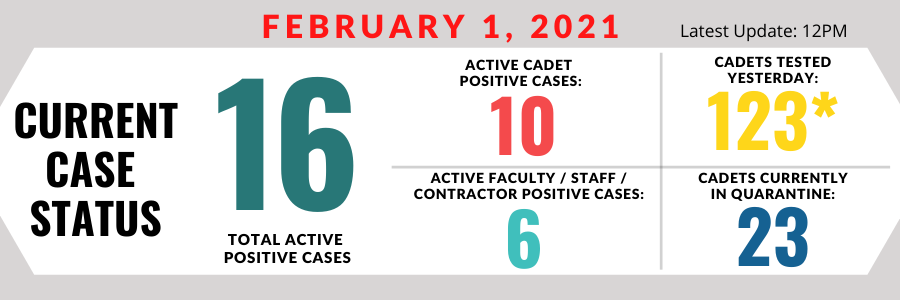 FEBRUARY 1, 2021
Latest Update: 12PM
CURRENT
CASE
STATUS
16
TOTAL ACTIVE
POSITIVE CASES
ACTIVE CADET
POSITIVE CASES:
10
ACTIVE FACULTY / STAFF /
CONTRACTOR POSITIVE CASES:
6
CADETS TESTED
YESTERDAY:
123*
CADETS CURRENTLY
IN QUARANTINE:
23